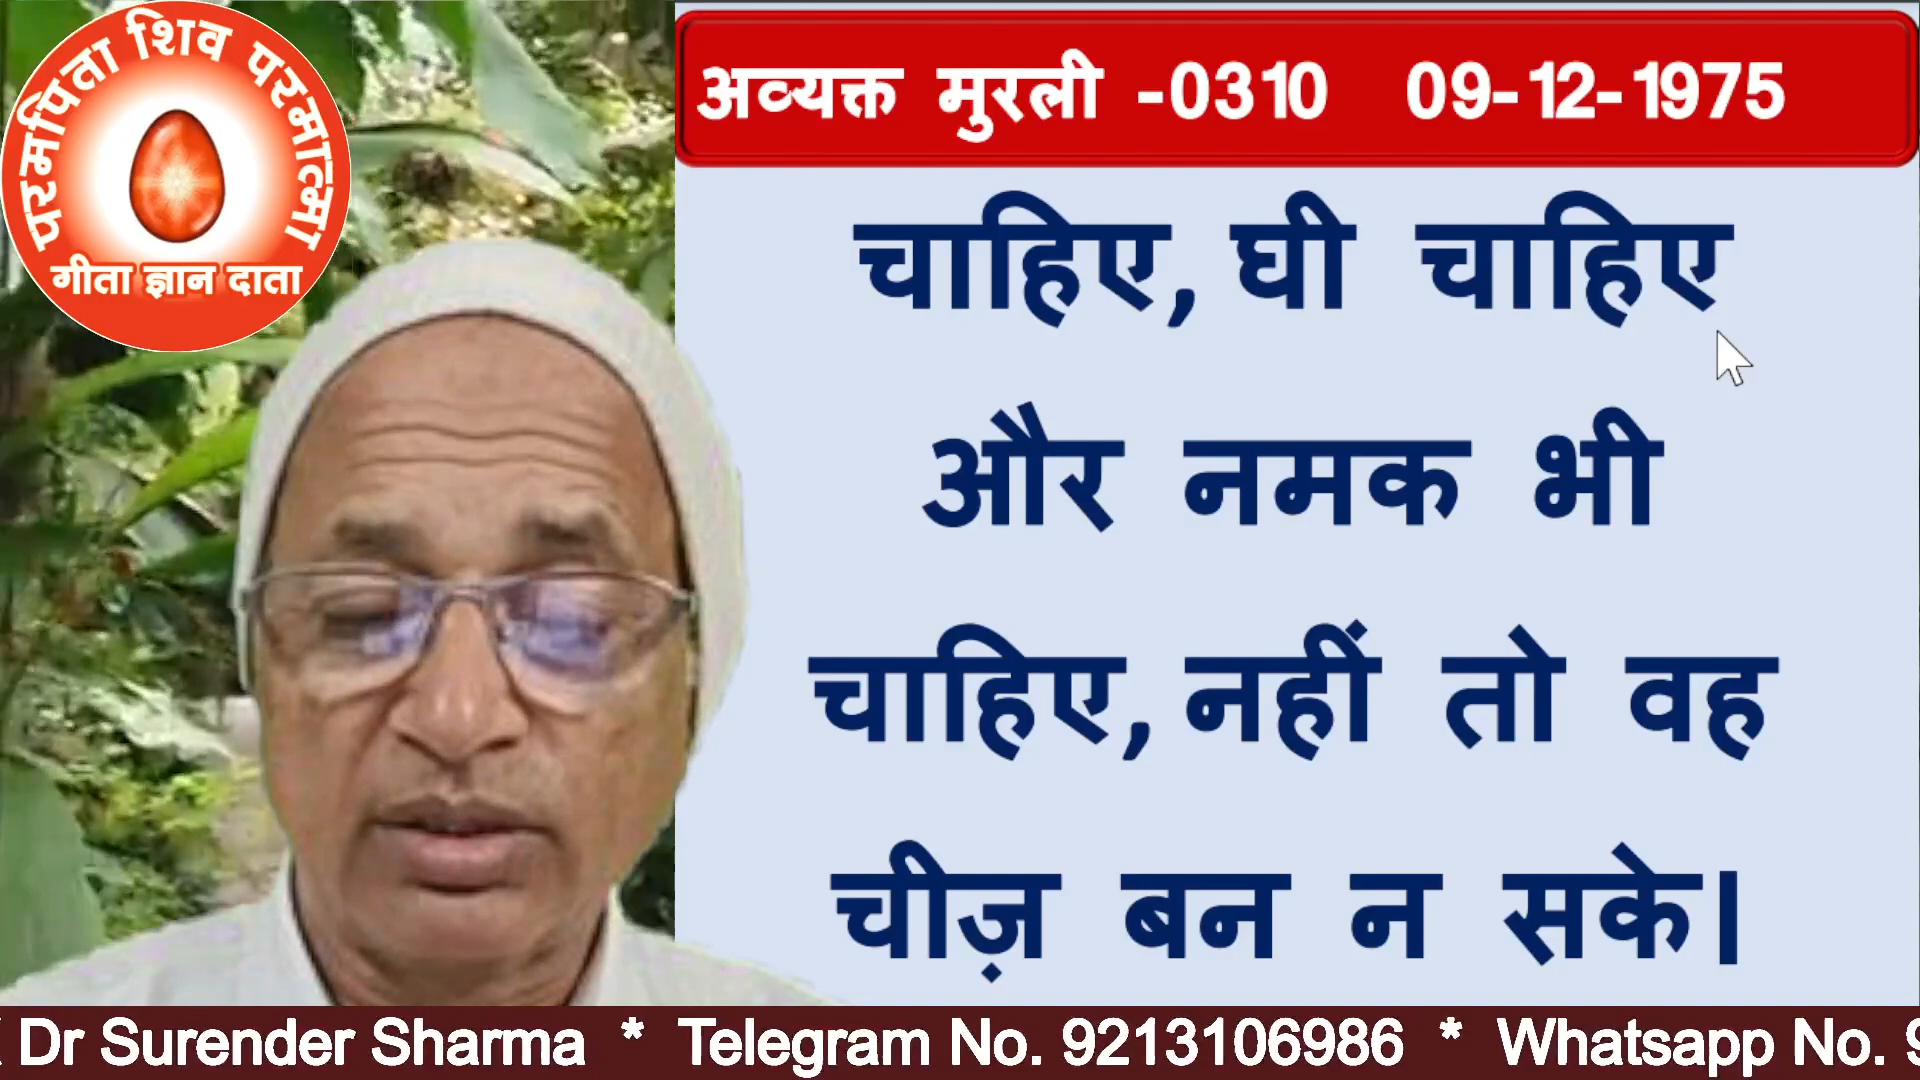 परमपिता शिव परमात्मा
गीता ज्ञान दाता
अव्यक्त मुरली -0310 09-12-1975
चाहिए, घी चाहिए
और नमक भी
चाहिए, नहीं तो वह
चीज़ बन न सके।
Dr Surender Sharma * Telegram No. 9213106986 * Whatsapp No. 9